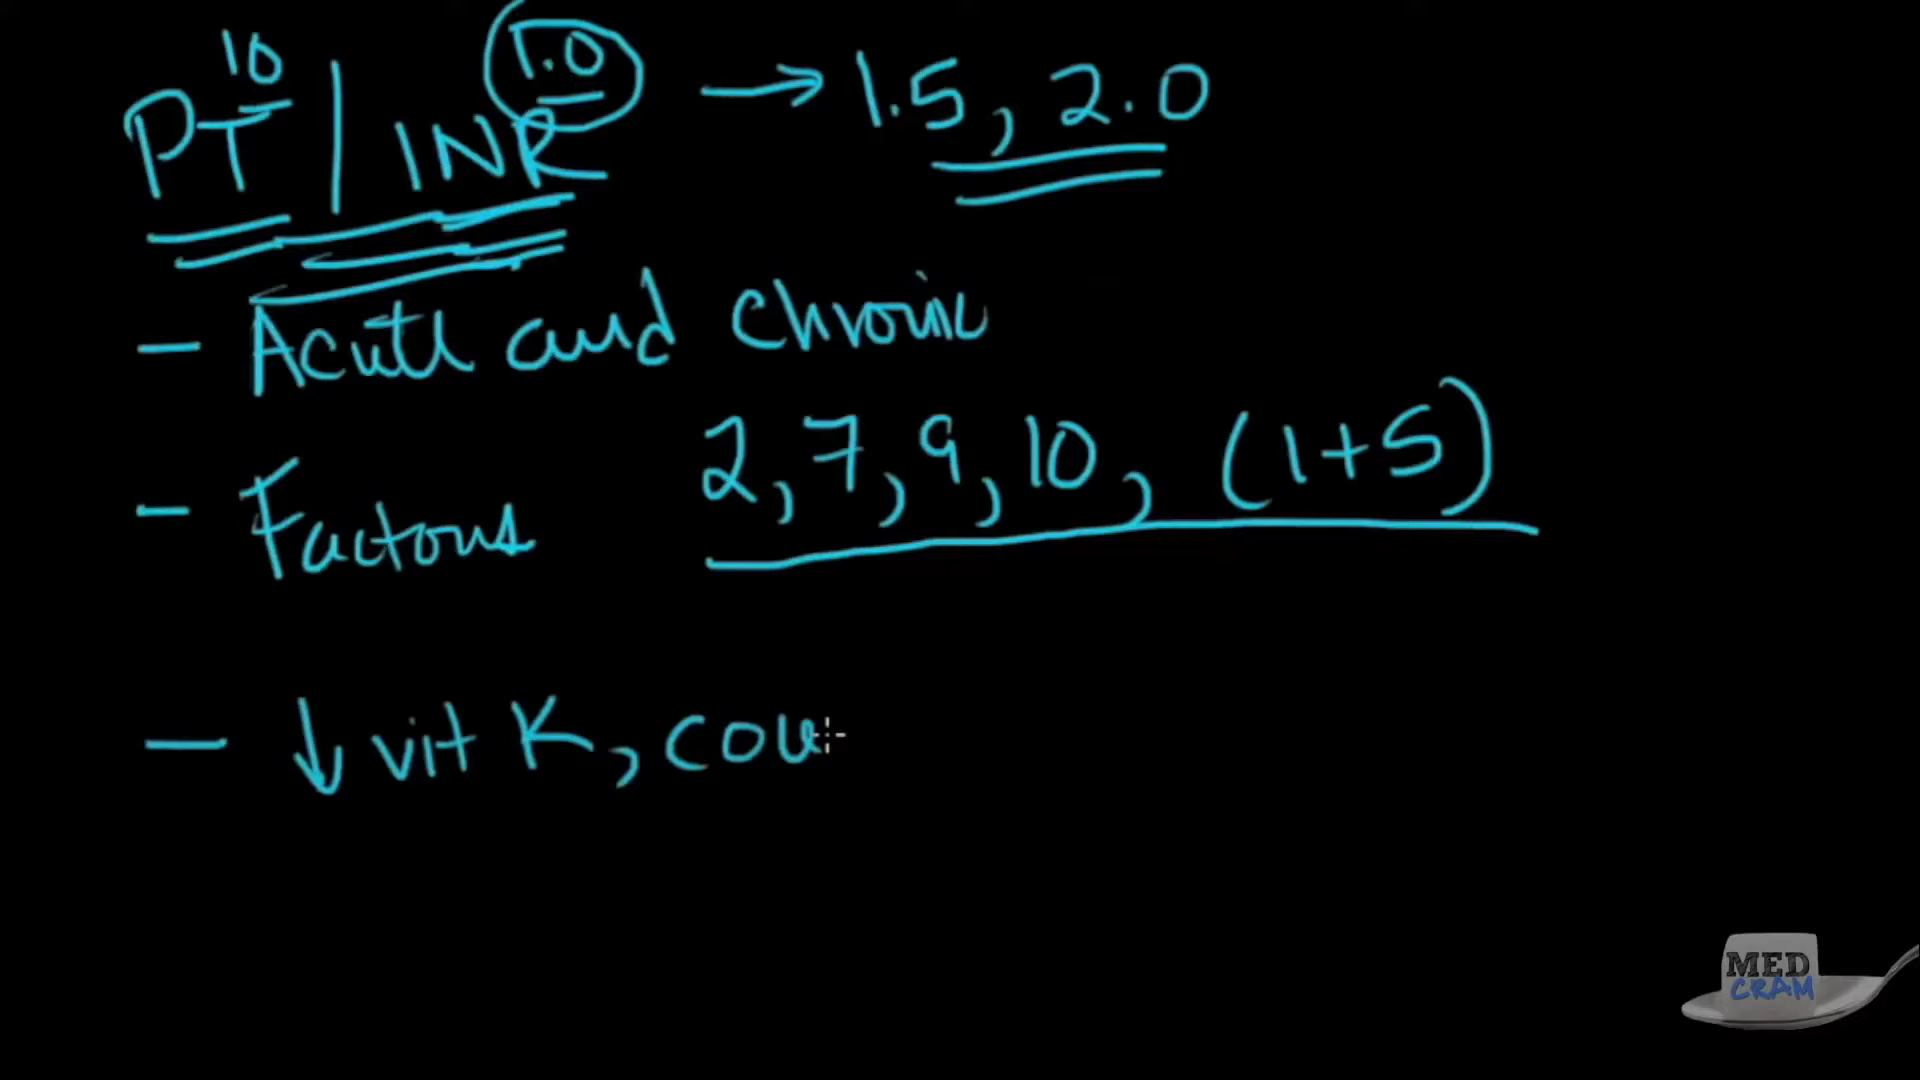 10 1.0
PT / INR → 1.5, 2.0
- Acute and chronic
- Factors 2, 7, 9, 10, (1+5)
- ↓ vit K, cou
MED
CRAM